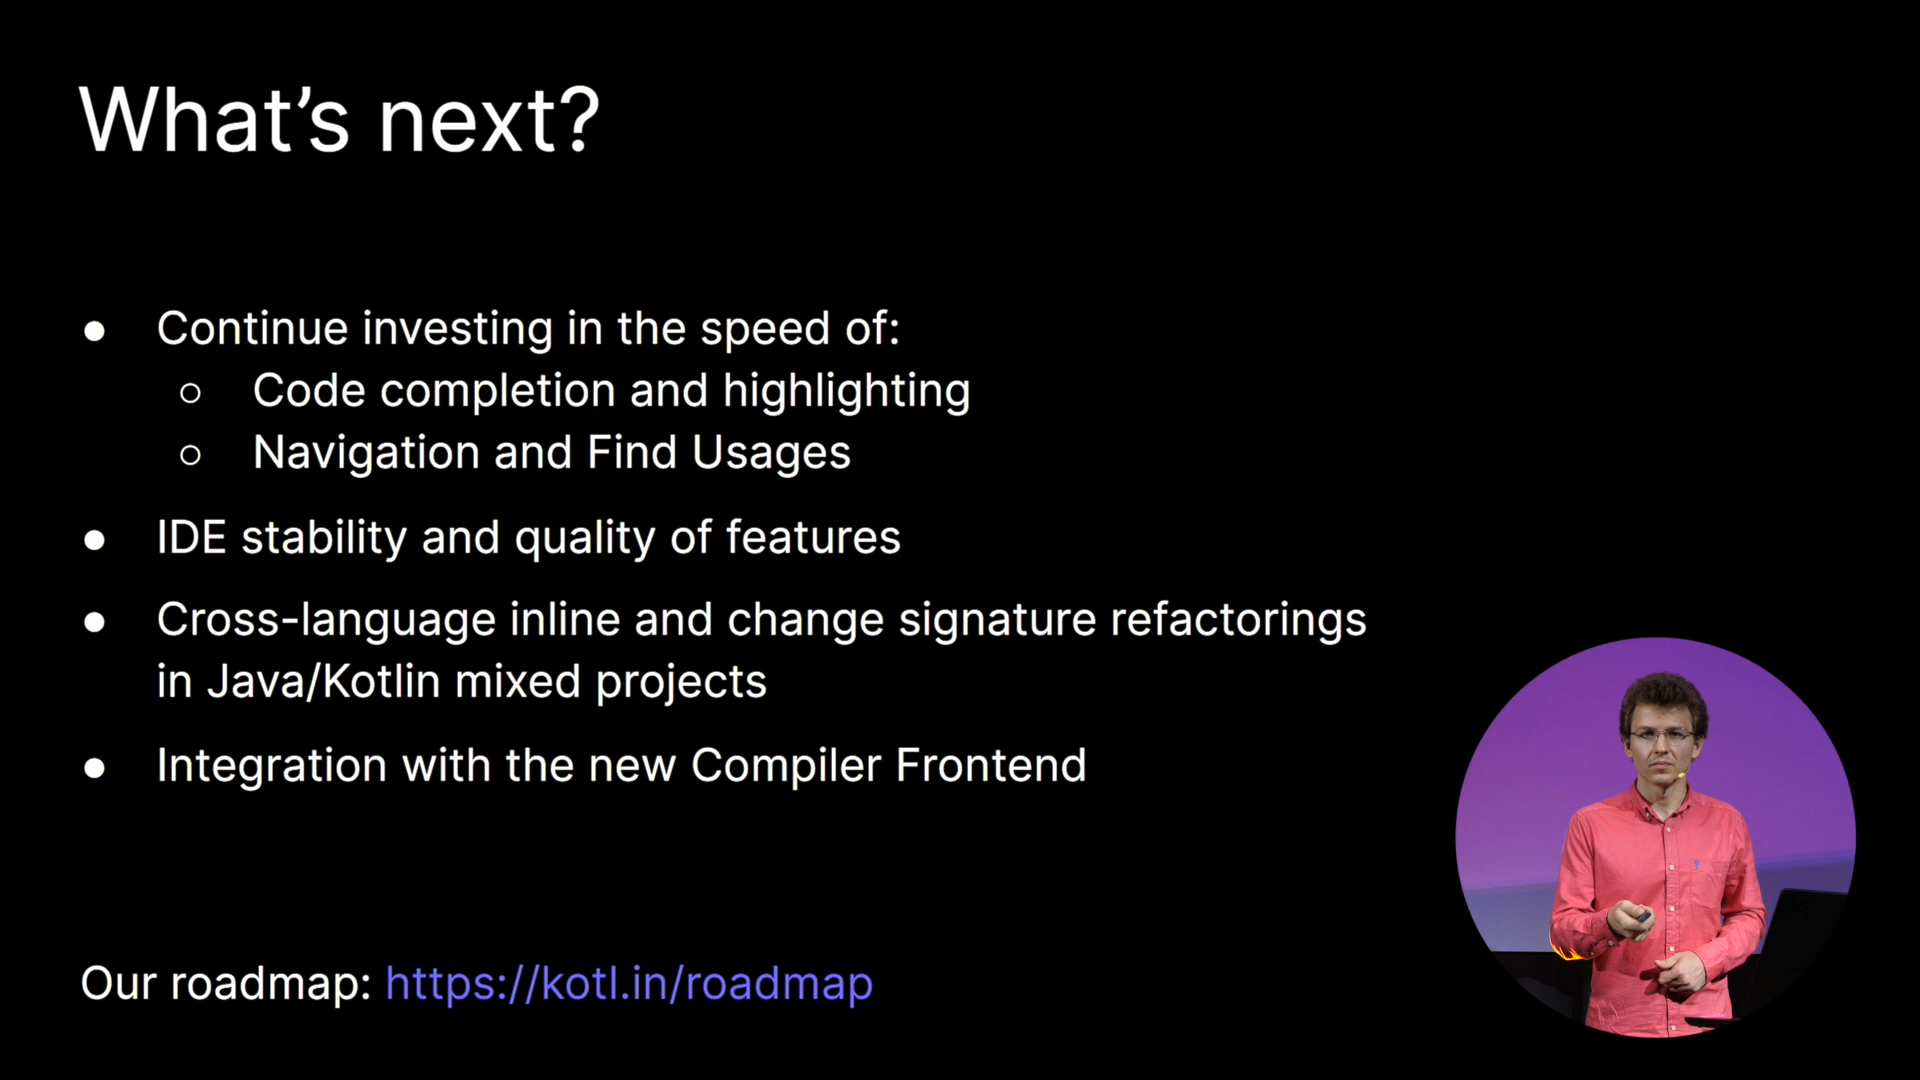 What’s next?
● Continue investing in the speed of:
○ Code completion and highlighting
○ Navigation and Find Usages
● IDE stability and quality of features
● Cross-language inline and change signature refactorings
in Java/Kotlin mixed projects
● Integration with the new Compiler Frontend
Our roadmap: https://kotl.in/roadmap